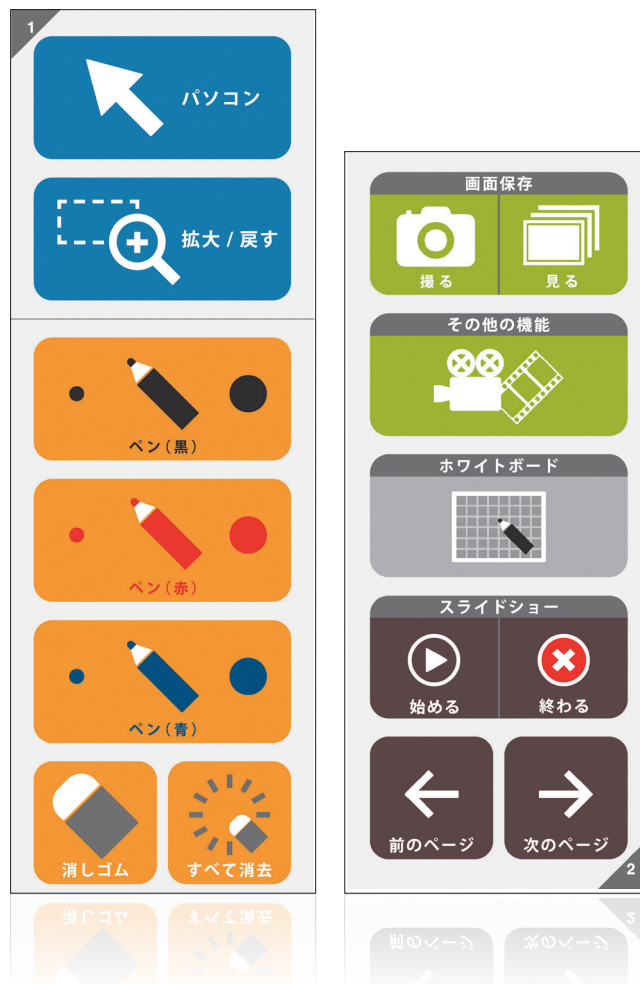 1
パソコン
拡大 / 戻す
ペン(黒)
ペン(赤)
ペン(青)
消しゴム
すべて消去
画面保存
撮る
見る
その他の機能
ホワイトボード
スライドショー
始める
終わる
前のページ
次のページ
2